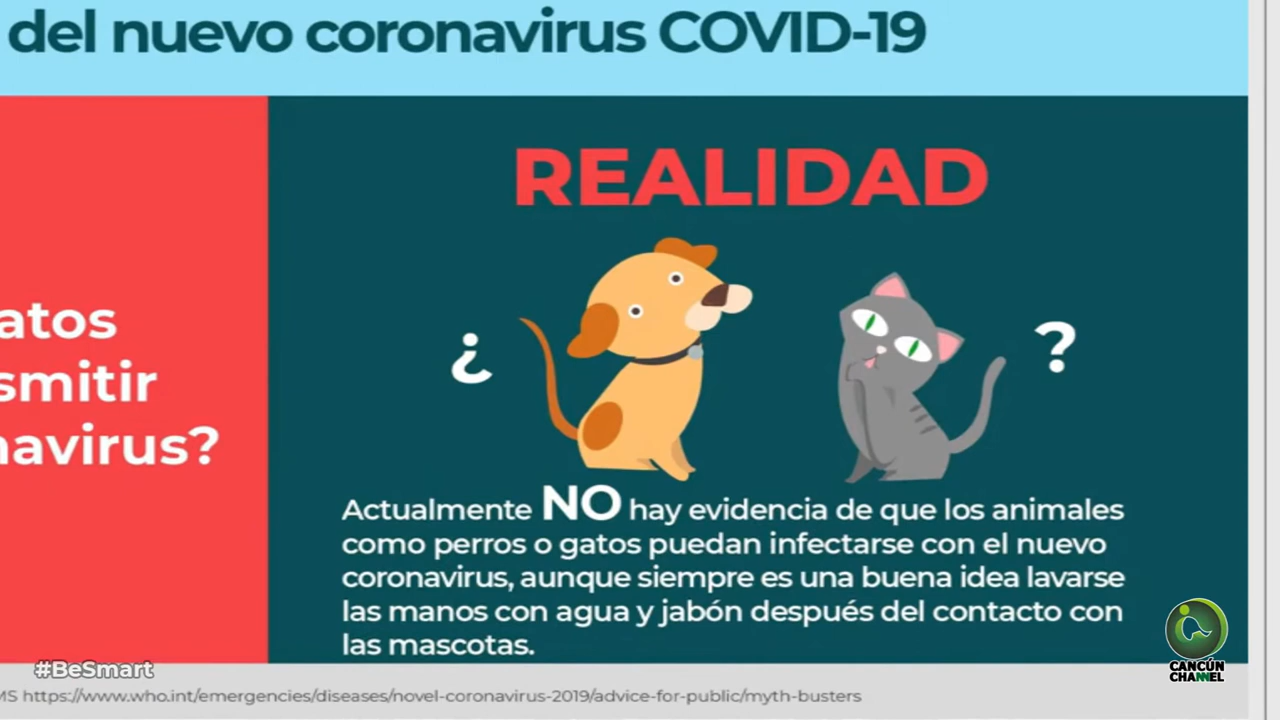 del nuevo coronavirus COVID-19
REALIDAD
atos
smitir
navirus?
¿
?
Actualmente NO hay evidencia de que los animales
como perros o gatos puedan infectarse con el nuevo
coronavirus, aunque siempre es una buena idea lavarse
las manos con agua y jabón después del contacto con
las mascotas.
#BeSmart
CANCÚN
CHANNEL
MS https://www.who.int/emergencies/diseases/novel-coronavirus-2019/advice-for-public/myth-busters